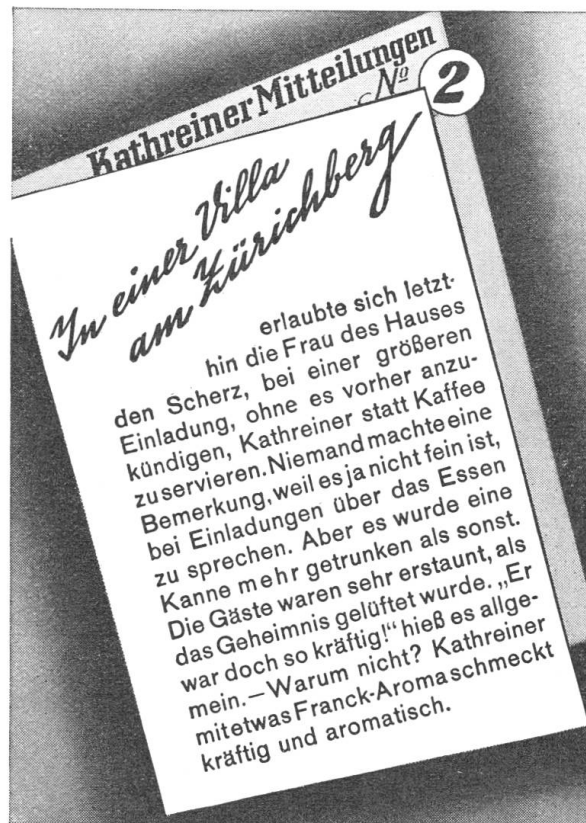 Kathreiner Mitteilungen
No 2
In einer Villa
am Zürichberg
erlaubte sich letzt-
hin die Frau des Hauses
den Scherz, bei einer größeren
Einladung, ohne es vorher anzu-
kündigen, Kathreiner statt Kaffee
zu servieren. Niemand machte eine
Bemerkung, weil es ja nicht fein ist,
bei Einladungen über das Essen
zu sprechen. Aber es wurde eine
Kanne mehr getrunken als sonst.
Die Gäste waren sehr erstaunt, als
das Geheimnis gelüftet wurde. „Er
war doch so kräftig!“ hieß es allge-
mein. — Warum nicht? Kathreiner
mit etwas Franck-Aroma schmeckt
kräftig und aromatisch.